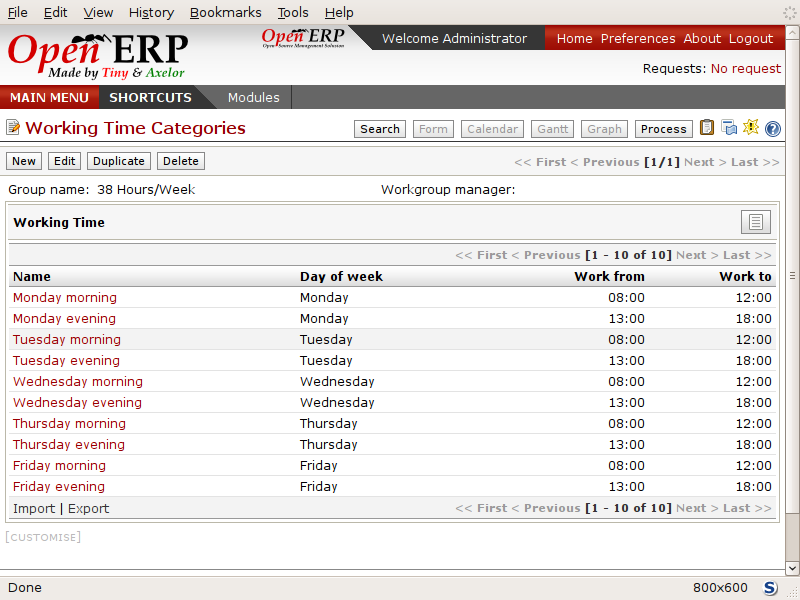 File Edit View History Bookmarks Tools Help
Open ERP
Made by Tiny & Axelor
Open ERP
Open Source Management Solution
Welcome Administrator
Home Preferences About Logout
Requests: No request
MAIN MENU SHORTCUTS Modules
Working Time Categories
Search Form Calendar Gantt Graph Process
New Edit Duplicate Delete
<< First < Previous [1/1] Next > Last >>
Group name: 38 Hours/Week Workgroup manager:
Working Time
<< First < Previous [1 - 10 of 10] Next > Last >>
Name Day of week Work from Work to
Monday morning Monday 08:00 12:00
Monday evening Monday 13:00 18:00
Tuesday morning Tuesday 08:00 12:00
Tuesday evening Tuesday 13:00 18:00
Wednesday morning Wednesday 08:00 12:00
Wednesday evening Wednesday 13:00 18:00
Thursday morning Thursday 08:00 12:00
Thursday evening Thursday 13:00 18:00
Friday morning Friday 08:00 12:00
Friday evening Friday 13:00 18:00
Import | Export << First < Previous [1 - 10 of 10] Next > Last >>
[CUSTOMISE]
Done 800x600 S